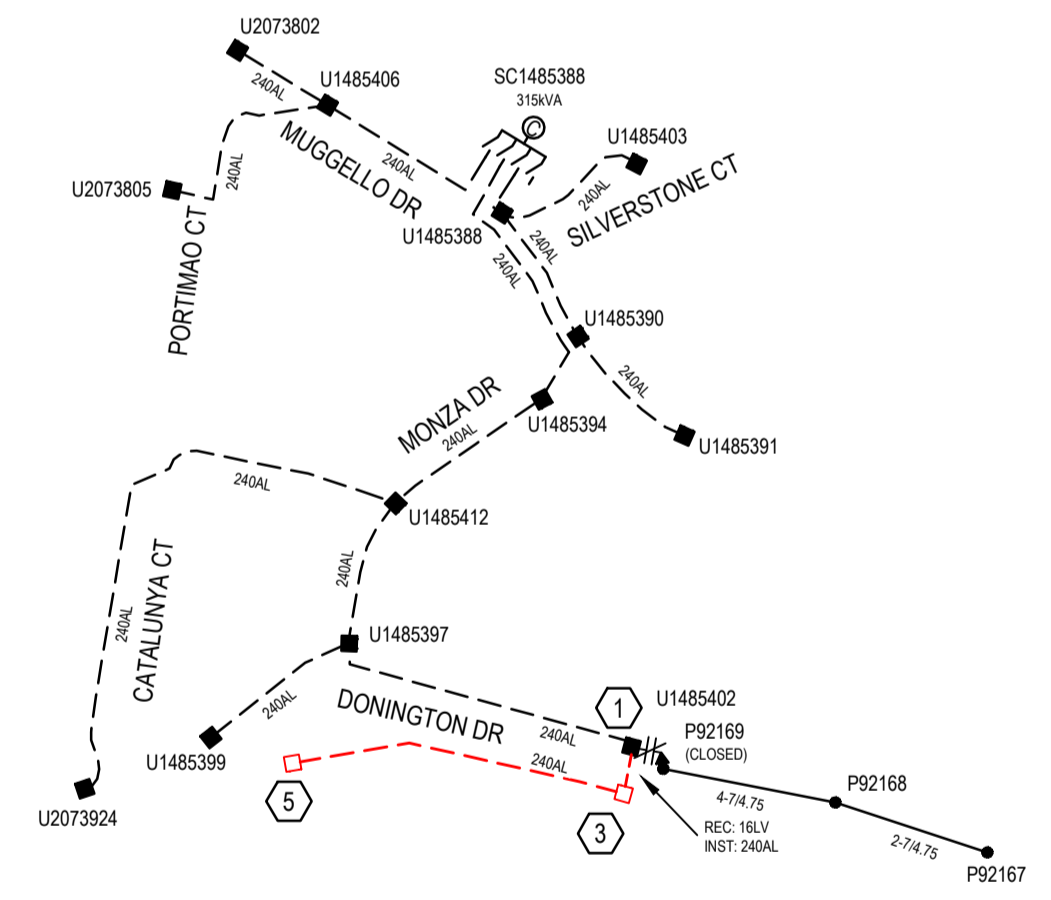 U2073802
240AL
U1485406
SC1485388
315kVA
C
U1485403
MUGGELLO DR
240AL
240AL
SILVERSTONE CT
U2073805
240AL
PORTIMAO CT
U1485388
240AL
240AL
U1485390
240AL
MONZA DR
240AL
U1485394
U1485391
240AL
U1485412
CATALUNYA CT
240AL
240AL
U1485397
DONINGTON DR
240AL
240AL
1
U1485402
P92169
(CLOSED)
U1485399
240AL
5
3
4-7/4.75
P92168
U2073924
REC: 16LV
INST: 240AL
2-7/4.75
P92167